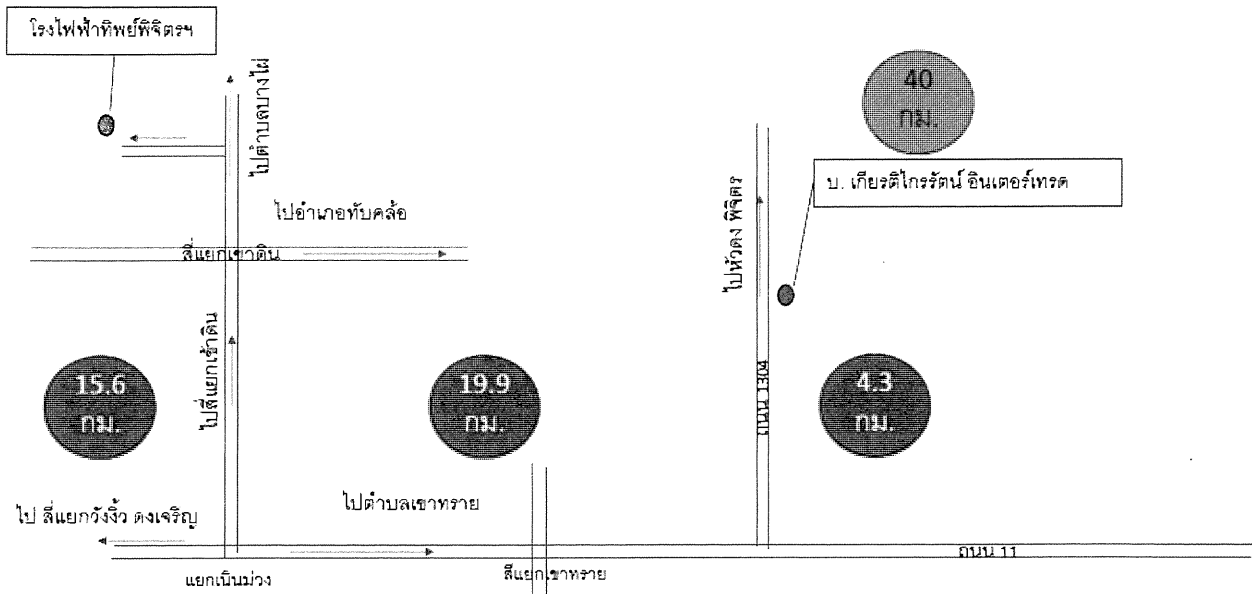 โรงไฟฟ้าทิพย์พิจิตรฯ
ไปตำบลบางไผ่
40
กม.
บ. เกียรติไกรรัตน์ อินเตอร์เทรด
ไปหัวดง พิจิตร
ไปอำเภอทับคล้อ
สี่แยกเขาดิน
ไปสี่แยกเข้าดิน
15.6
กม.
19.9
กม.
ถนน 1304
4.3
กม.
ไปตำบลเขาทราย
ไป สี่แยกวังงิ้ว ดงเจริญ
ถนน 11
แยกเนินม่วง
สี่แยกเขาทราย